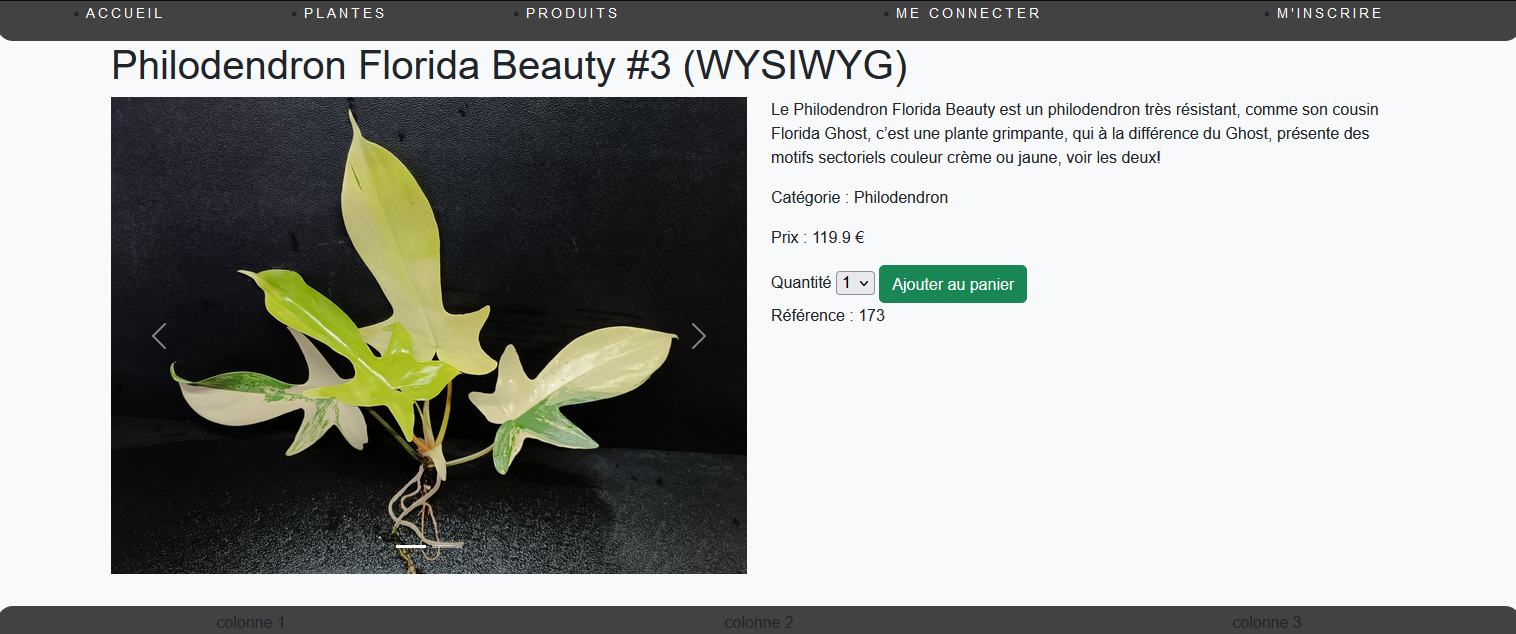 • ACCUEIL • PLANTES • PRODUITS • ME CONNECTER • M'INSCRIRE
Philodendron Florida Beauty #3 (WYSIWYG)
Le Philodendron Florida Beauty est un philodendron très résistant, comme son cousin
Florida Ghost, c'est une plante grimpante, qui à la différence du Ghost, présente des
motifs sectoriels couleur crème ou jaune, voir les deux!
Catégorie : Philodendron
Prix : 119.9 €
Quantité 1 Ajouter au panier
Référence : 173
colonne 1 colonne 2 colonne 3